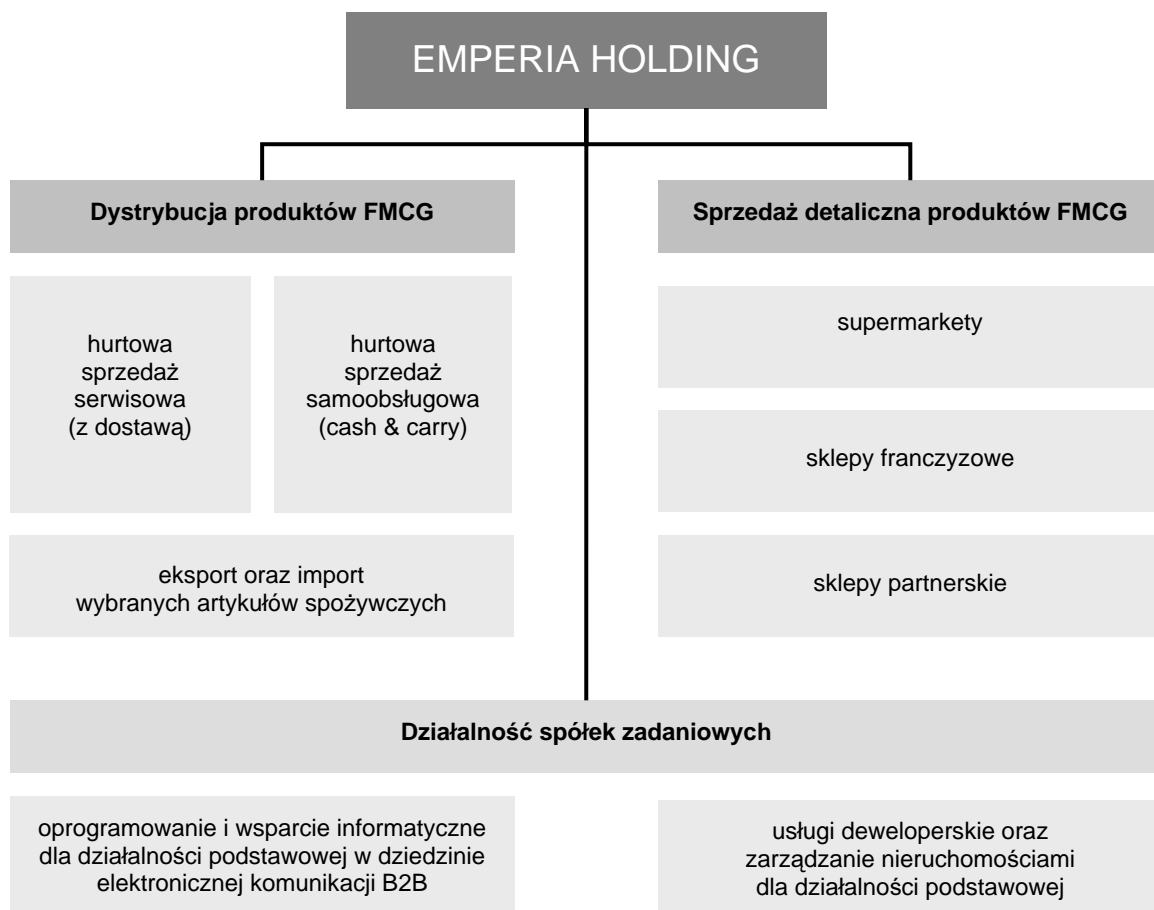 EMPERIA HOLDING
Dystrybucja produktów FMCG
hurtowa
sprzedaż
serwisowa
(z dostawą)
hurtowa
sprzedaż
samoobsługowa
(cash & carry)
eksport oraz import
wybranych artykułów spożywczych
Sprzedaż detaliczna produktów FMCG
supermarkety
sklepy franczyzowe
sklepy partnerskie
Działalność spółek zadaniowych
oprogramowanie i wsparcie informatyczne
dla działalności podstawowej w dziedzinie
elektronicznej komunikacji B2B
usługi deweloperskie oraz
zarządzanie nieruchomościami
dla działalności podstawowej